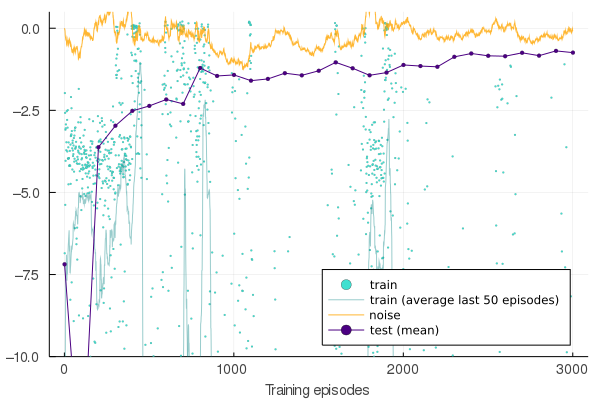 0.0
−2.5
−5.0
−7.5
−10.0
0
1000
2000
3000
Training episodes
train
train (average last 50 episodes)
noise
test (mean)